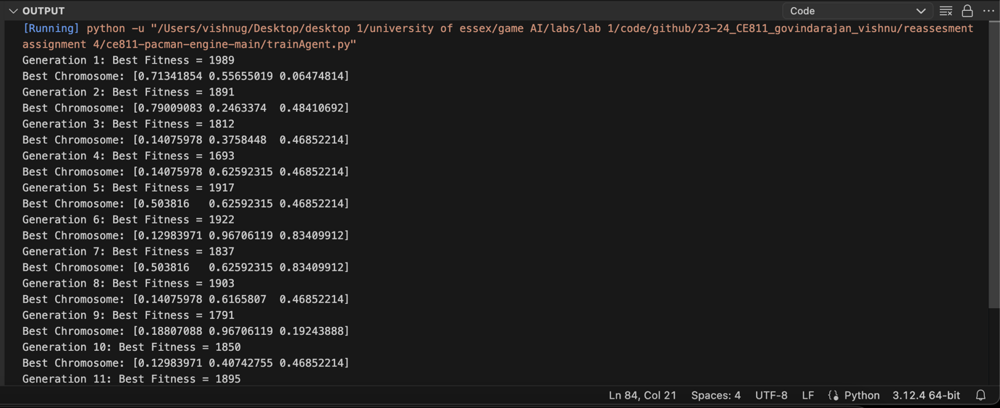 OUTPUT
Code
[Running] python -u "/Users/vishnug/Desktop/desktop 1/university of essex/game AI/labs/lab 1/code/github/23-24_CE811_govindarajan_vishnu/reassesment
assignment 4/ce811-pacman-engine-main/trainAgent.py"
Generation 1: Best Fitness = 1989
Best Chromosome: [0.71341854 0.55655019 0.06474814]
Generation 2: Best Fitness = 1891
Best Chromosome: [0.79009083 0.2463374  0.48410692]
Generation 3: Best Fitness = 1812
Best Chromosome: [0.14075978 0.3758448  0.46852214]
Generation 4: Best Fitness = 1693
Best Chromosome: [0.14075978 0.62592315 0.46852214]
Generation 5: Best Fitness = 1917
Best Chromosome: [0.503816   0.62592315 0.46852214]
Generation 6: Best Fitness = 1922
Best Chromosome: [0.12983971 0.96706119 0.83409912]
Generation 7: Best Fitness = 1837
Best Chromosome: [0.503816   0.62592315 0.83409912]
Generation 8: Best Fitness = 1903
Best Chromosome: [0.14075978 0.6165807  0.46852214]
Generation 9: Best Fitness = 1791
Best Chromosome: [0.18807088 0.96706119 0.19243888]
Generation 10: Best Fitness = 1850
Best Chromosome: [0.12983971 0.40742755 0.46852214]
Generation 11: Best Fitness = 1895
Ln 84, Col 21 Spaces: 4 UTF-8 LF Python 3.12.4 64-bit